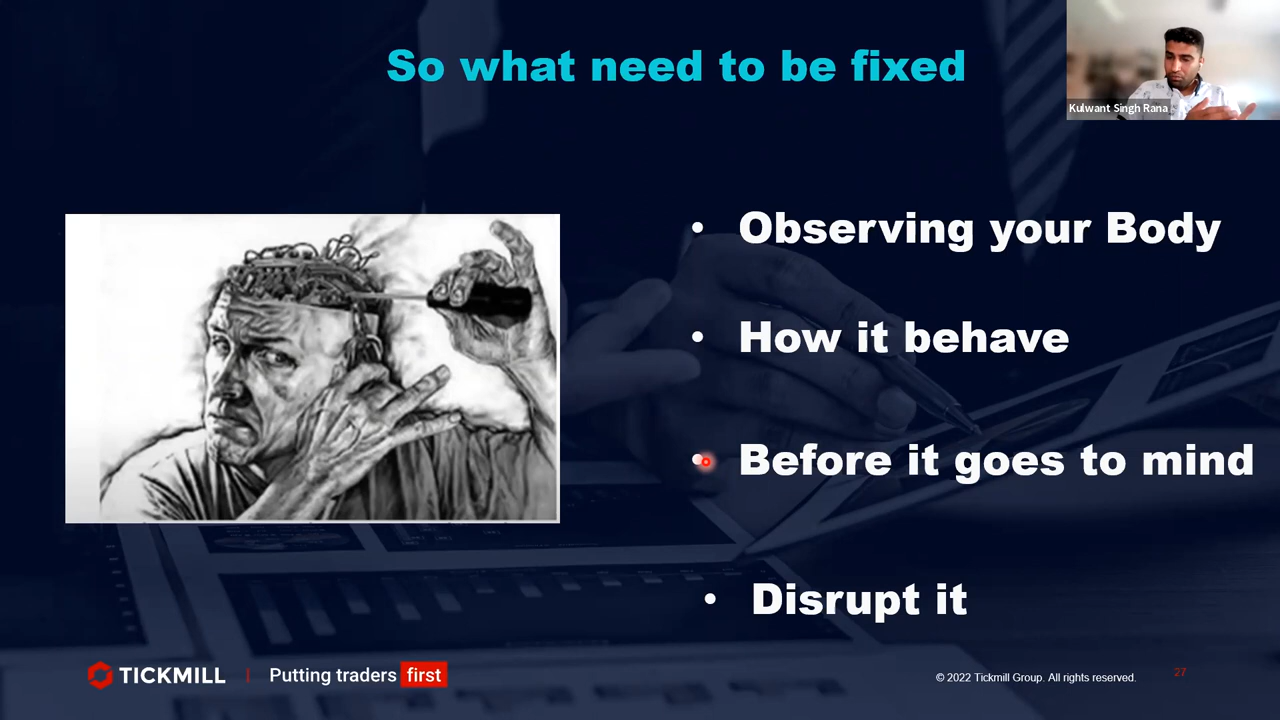 So what need to be fixed
Kulwant Singh Rana
• Observing your Body
• How it behave
• Before it goes to mind
• Disrupt it
TICKMILL | Putting traders first
© 2022 Tickmill Group. All rights reserved.
27